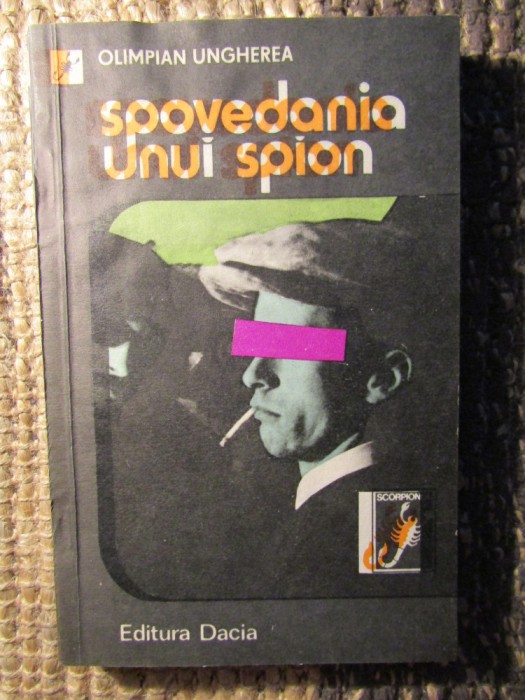 OLIMPIAN UNGHEREA
spovedania
unui spion
SCORPION
Editura Dacia